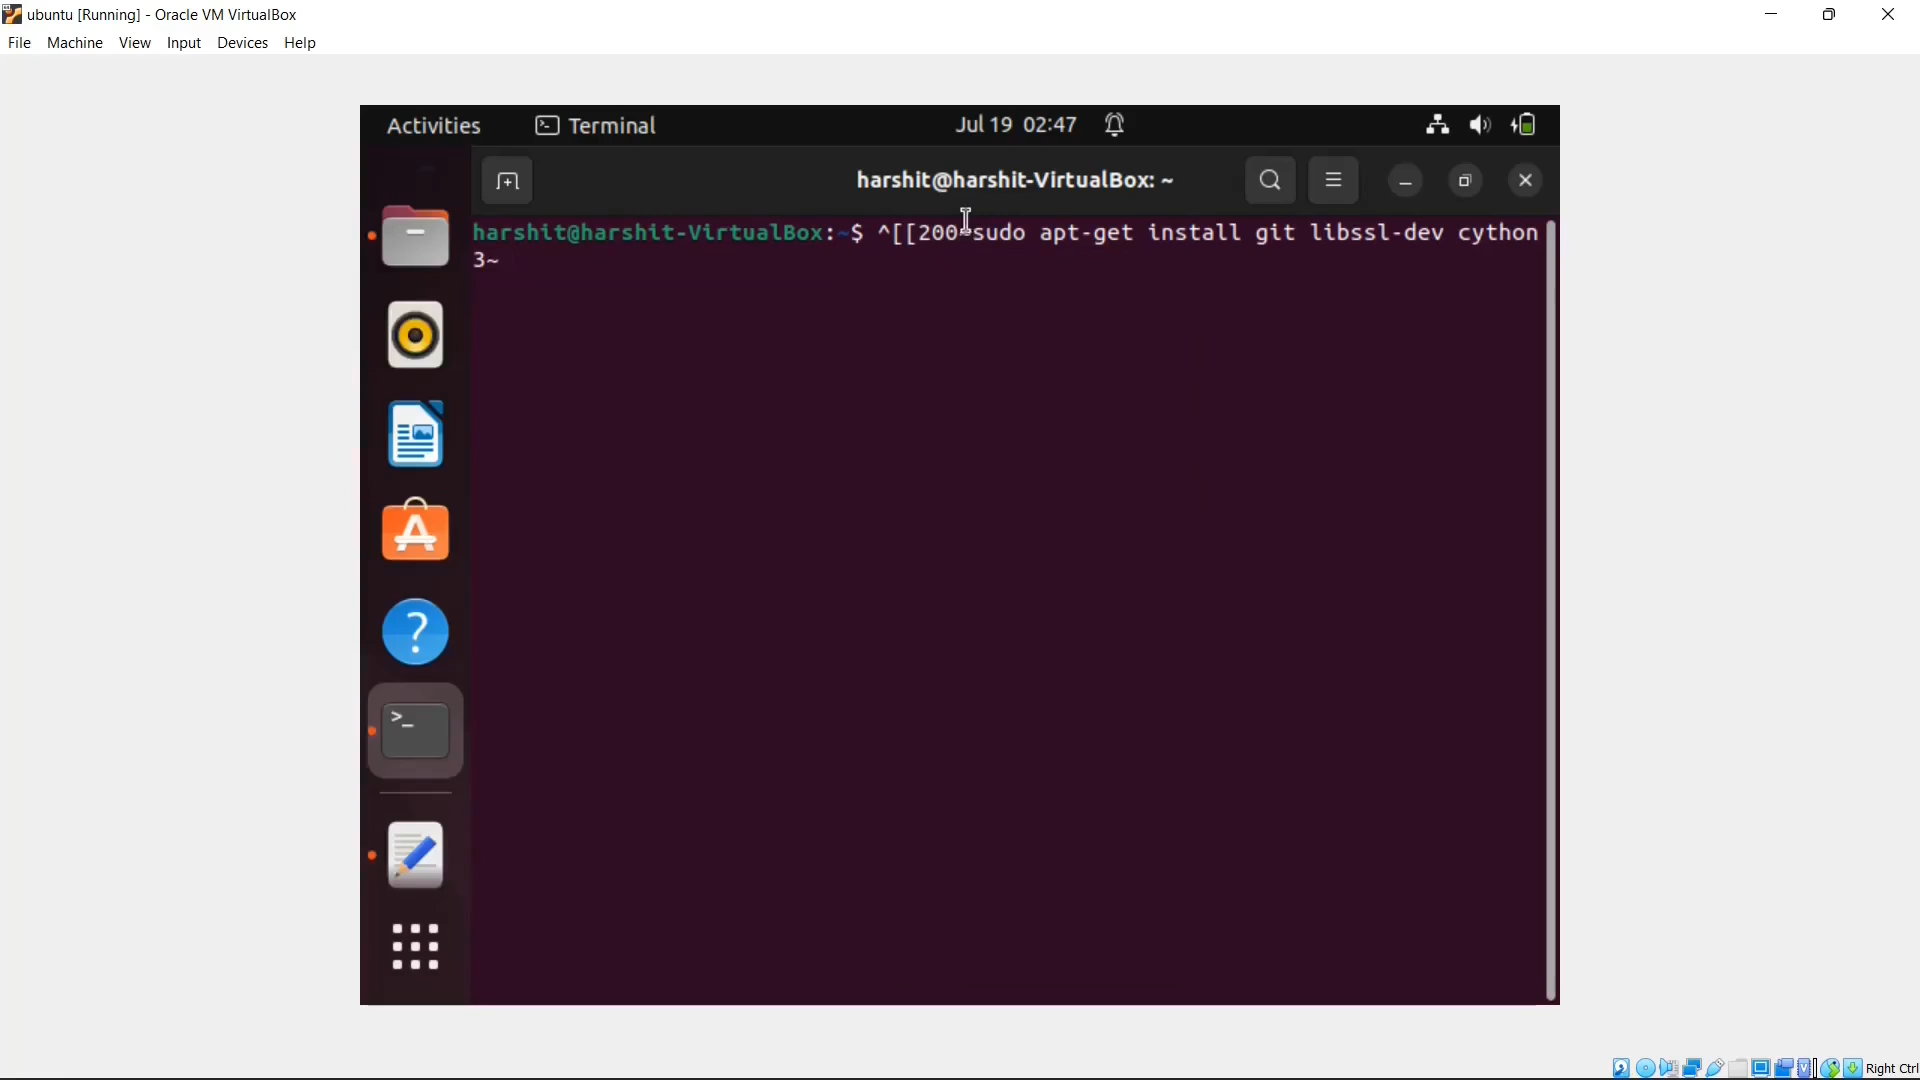 ubuntu [Running] - Oracle VM VirtualBox
File Machine View Input Devices Help
Activities Terminal Jul 19 02:47
harshit@harshit-VirtualBox: ~
harshit@harshit-VirtualBox:~$ ^[[200~sudo apt-get install git libssl-dev cython
3~
Right Ctrl